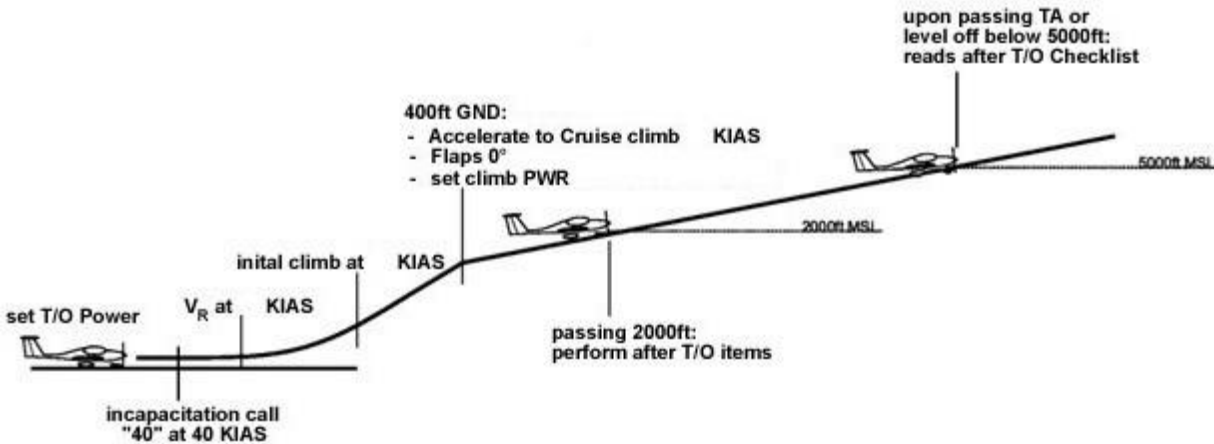 upon passing TA or
level off below 5000ft:
reads after T/O Checklist
400ft GND:
- Accelerate to Cruise climb KIAS
- Flaps 0°
- set climb PWR
5000ft MSL
2000ft MSL
inital climb at KIAS
VR at KIAS
set T/O Power
passing 2000ft:
perform after T/O items
incapacitation call
"40" at 40 KIAS